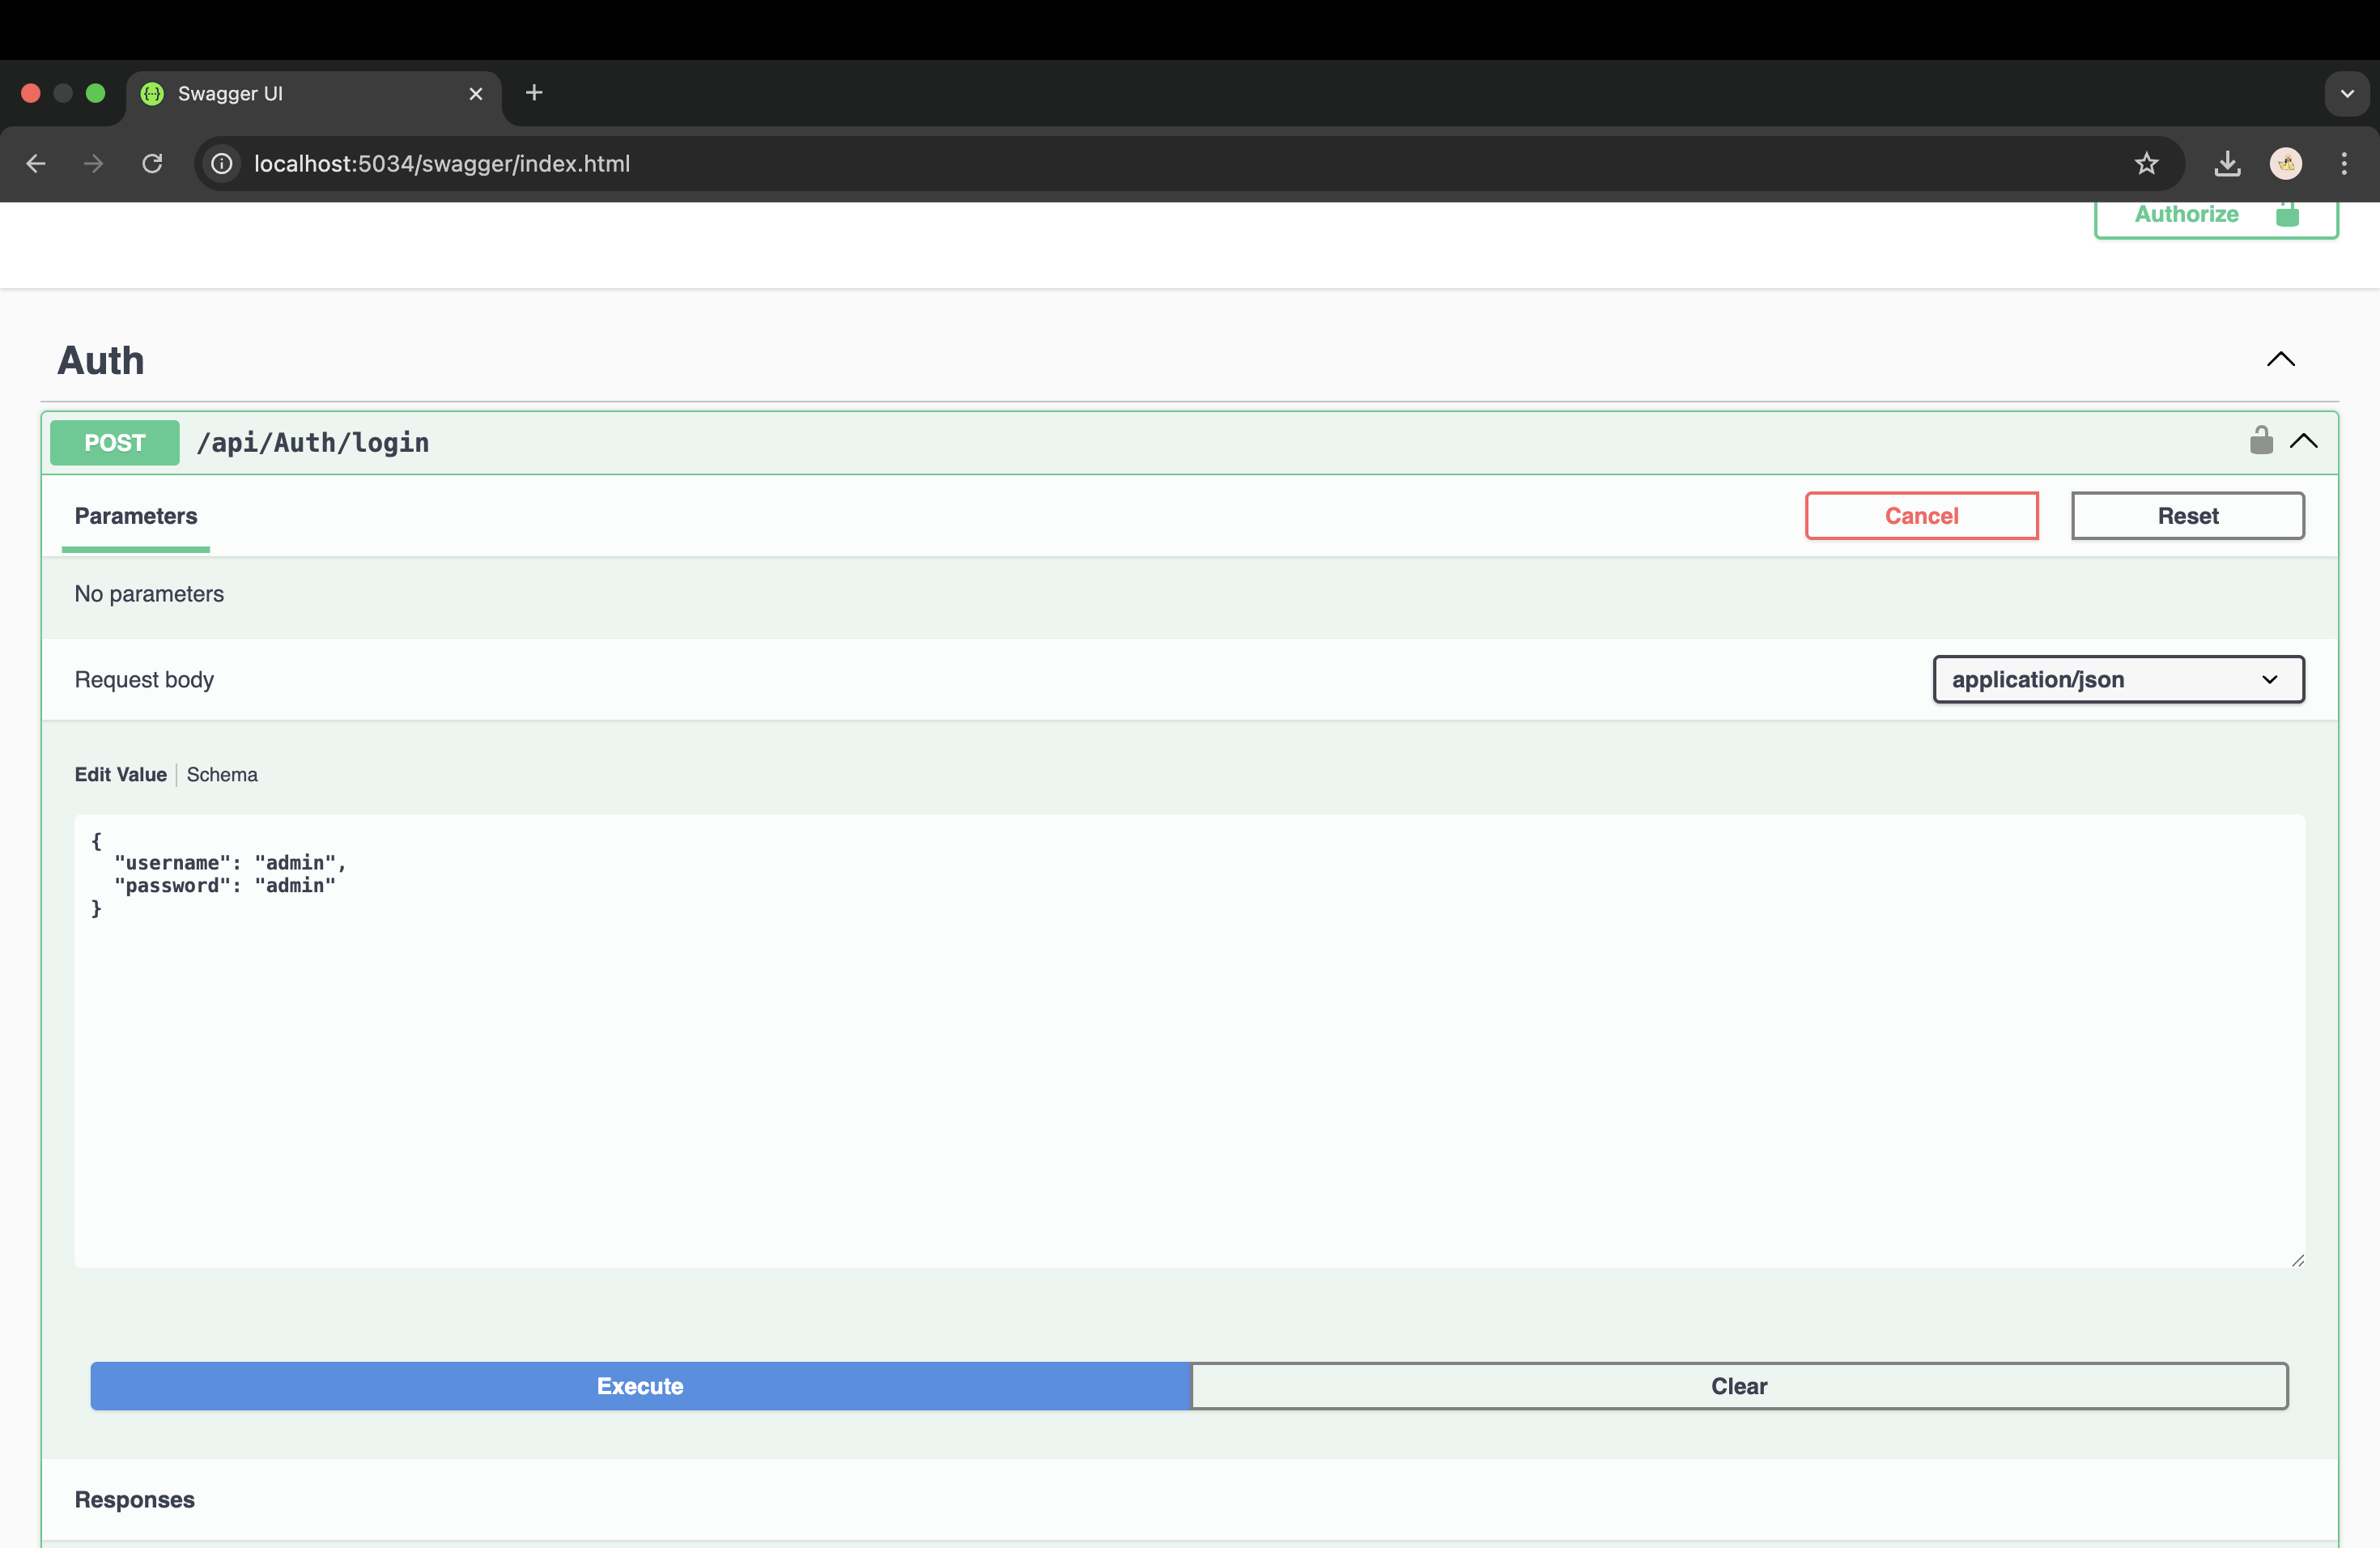 Swagger UI
localhost:5034/swagger/index.html
Authorize
Auth
POST /api/Auth/login
Parameters
Cancel
Reset
No parameters
Request body
application/json
Edit Value | Schema
{
  "username": "admin",
  "password": "admin"
}
Execute
Clear
Responses